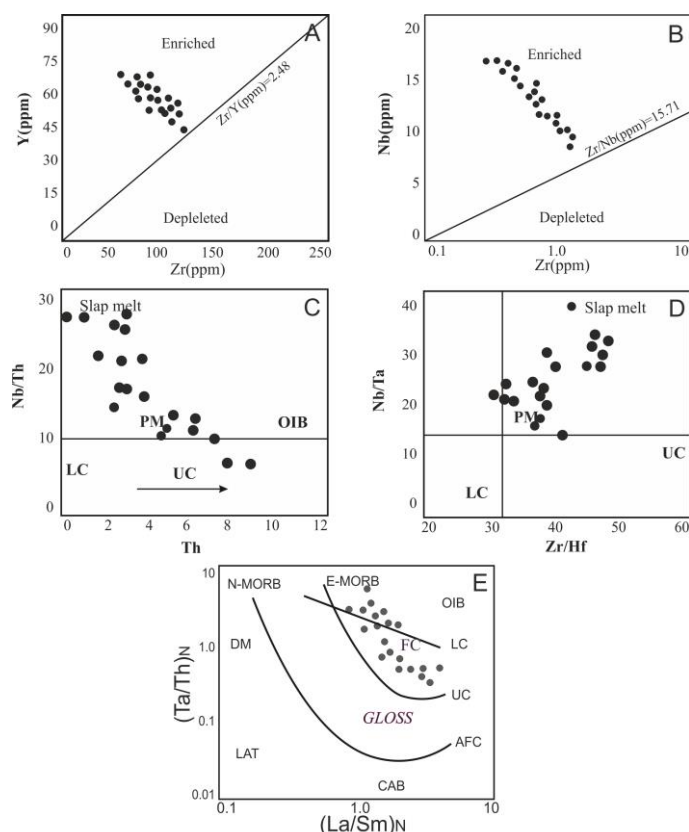 A
Enriched
Zr/Y(ppm)=2.48
Depleleted
Y(ppm)
90
75
60
45
30
15
0
0 50 100 150 200 250
Zr(ppm)
B
Enriched
Zr/Nb(ppm)=15.71
Depleleted
Nb(ppm)
20
15
10
5
0
0.1 1.0 10
Zr(ppm)
C
Slap melt
PM
OIB
LC
UC
Nb/Th
30
20
10
0
0 2 4 6 8 10 12
Th
D
Slap melt
PM
UC
LC
Nb/Ta
40
30
20
10
0
20 30 40 50 60
Zr/Hf
E
N-MORB
E-MORB
OIB
DM
FC
LC
UC
GLOSS
AFC
LAT
CAB
(Ta/Th)N
10
1.0
0.1
0.01
0.1 1.0 10
(La/Sm)N